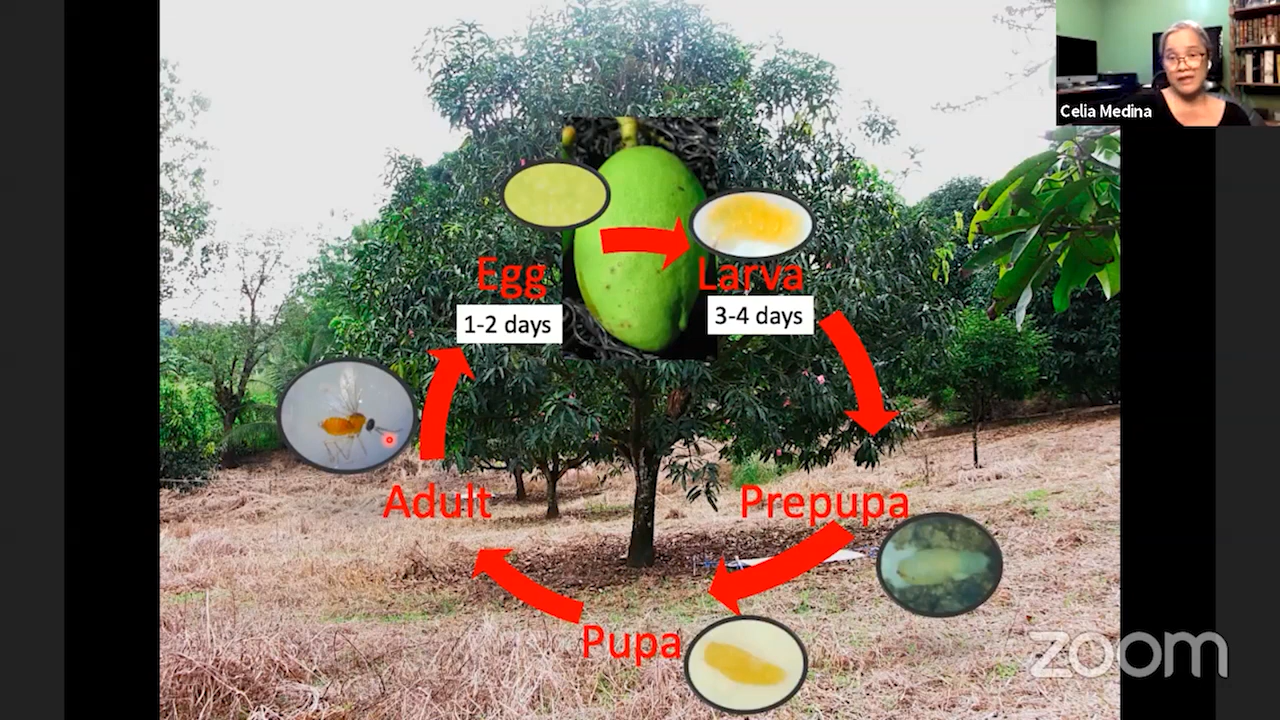 Celia Medina
Egg
Larva
1-2 days
3-4 days
Adult
Prepupa
Pupa
zoom